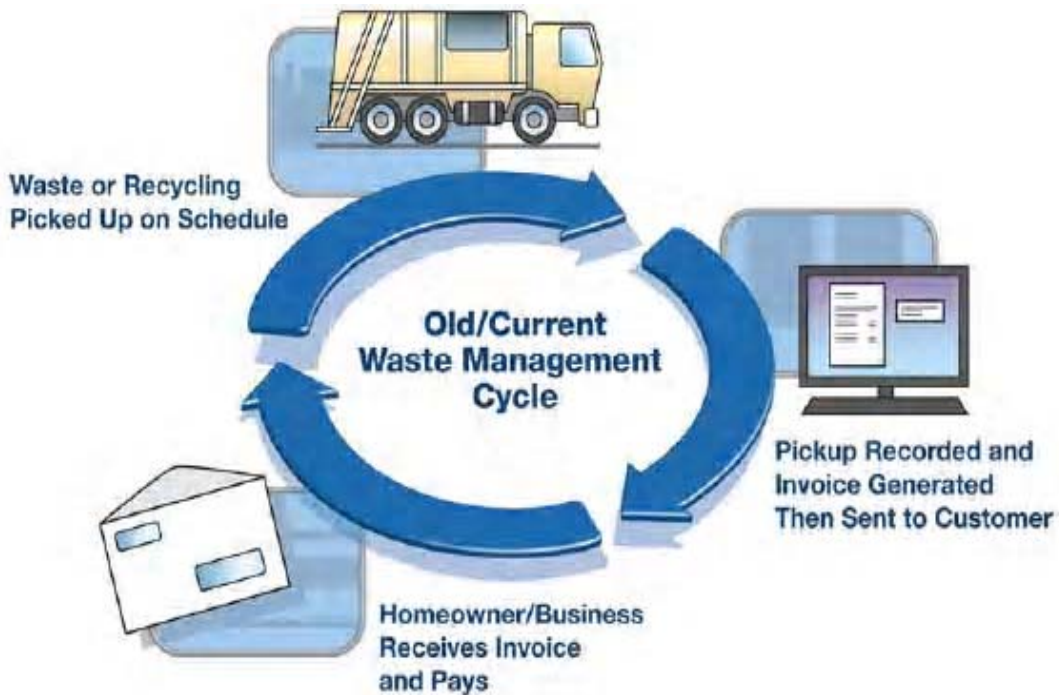 Waste or Recycling
Picked Up on Schedule
Old/Current
Waste Management
Cycle
Pickup Recorded and
Invoice Generated
Then Sent to Customer
Homeowner/Business
Receives Invoice
and Pays